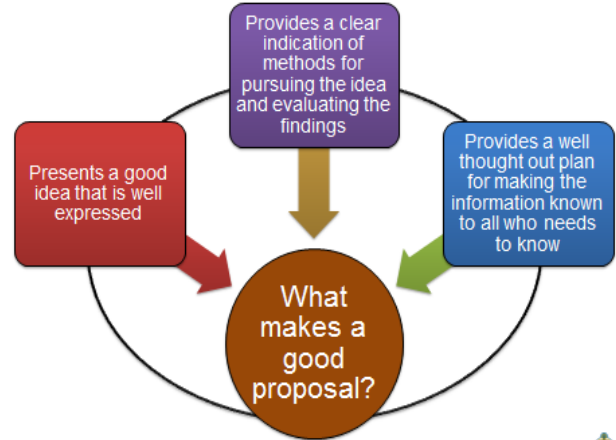 Provides a clear
indication of
methods for
pursuing the idea
and evaluating the
findings
Presents a good
idea that is well
expressed
Provides a well
thought out plan
for making the
information known
to all who needs
to know
What
makes a
good
proposal?